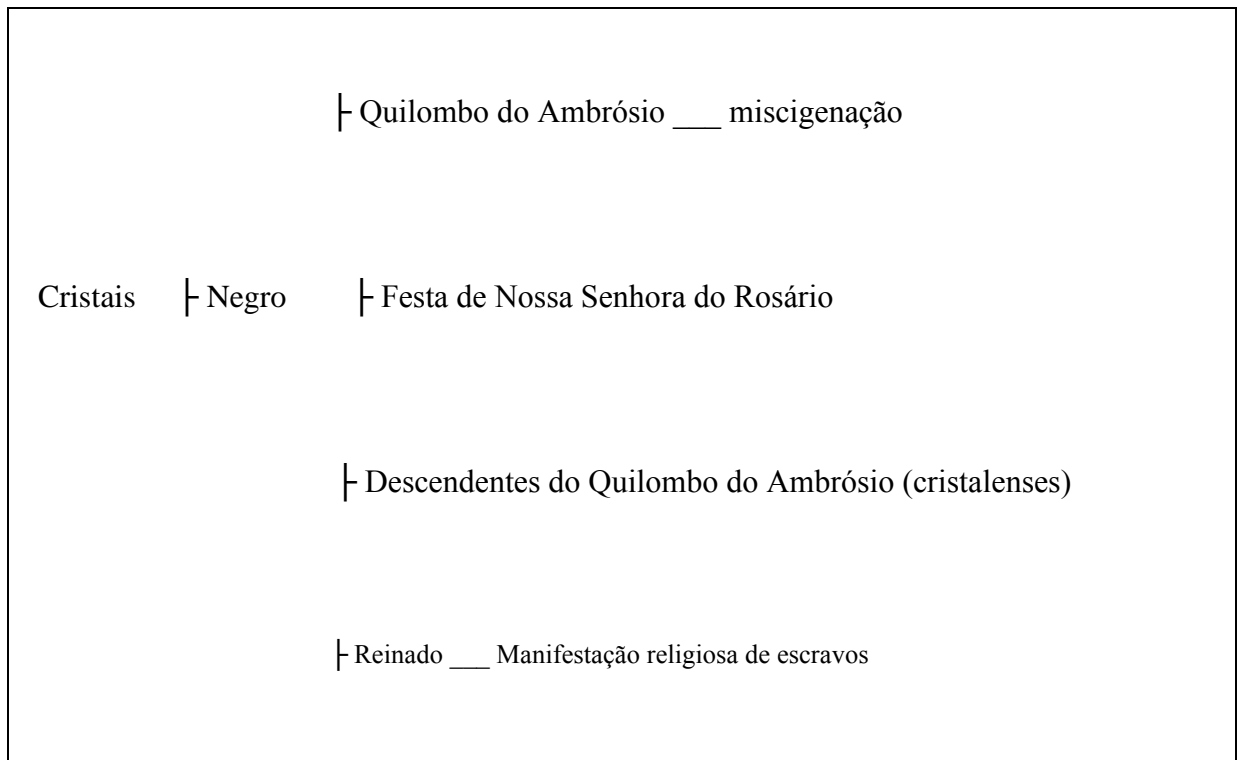 ├ Quilombo do Ambrósio ___ miscigenação
Cristais ├ Negro ├ Festa de Nossa Senhora do Rosário
├ Descendentes do Quilombo do Ambrósio (cristalenses)
├ Reinado ___ Manifestação religiosa de escravos